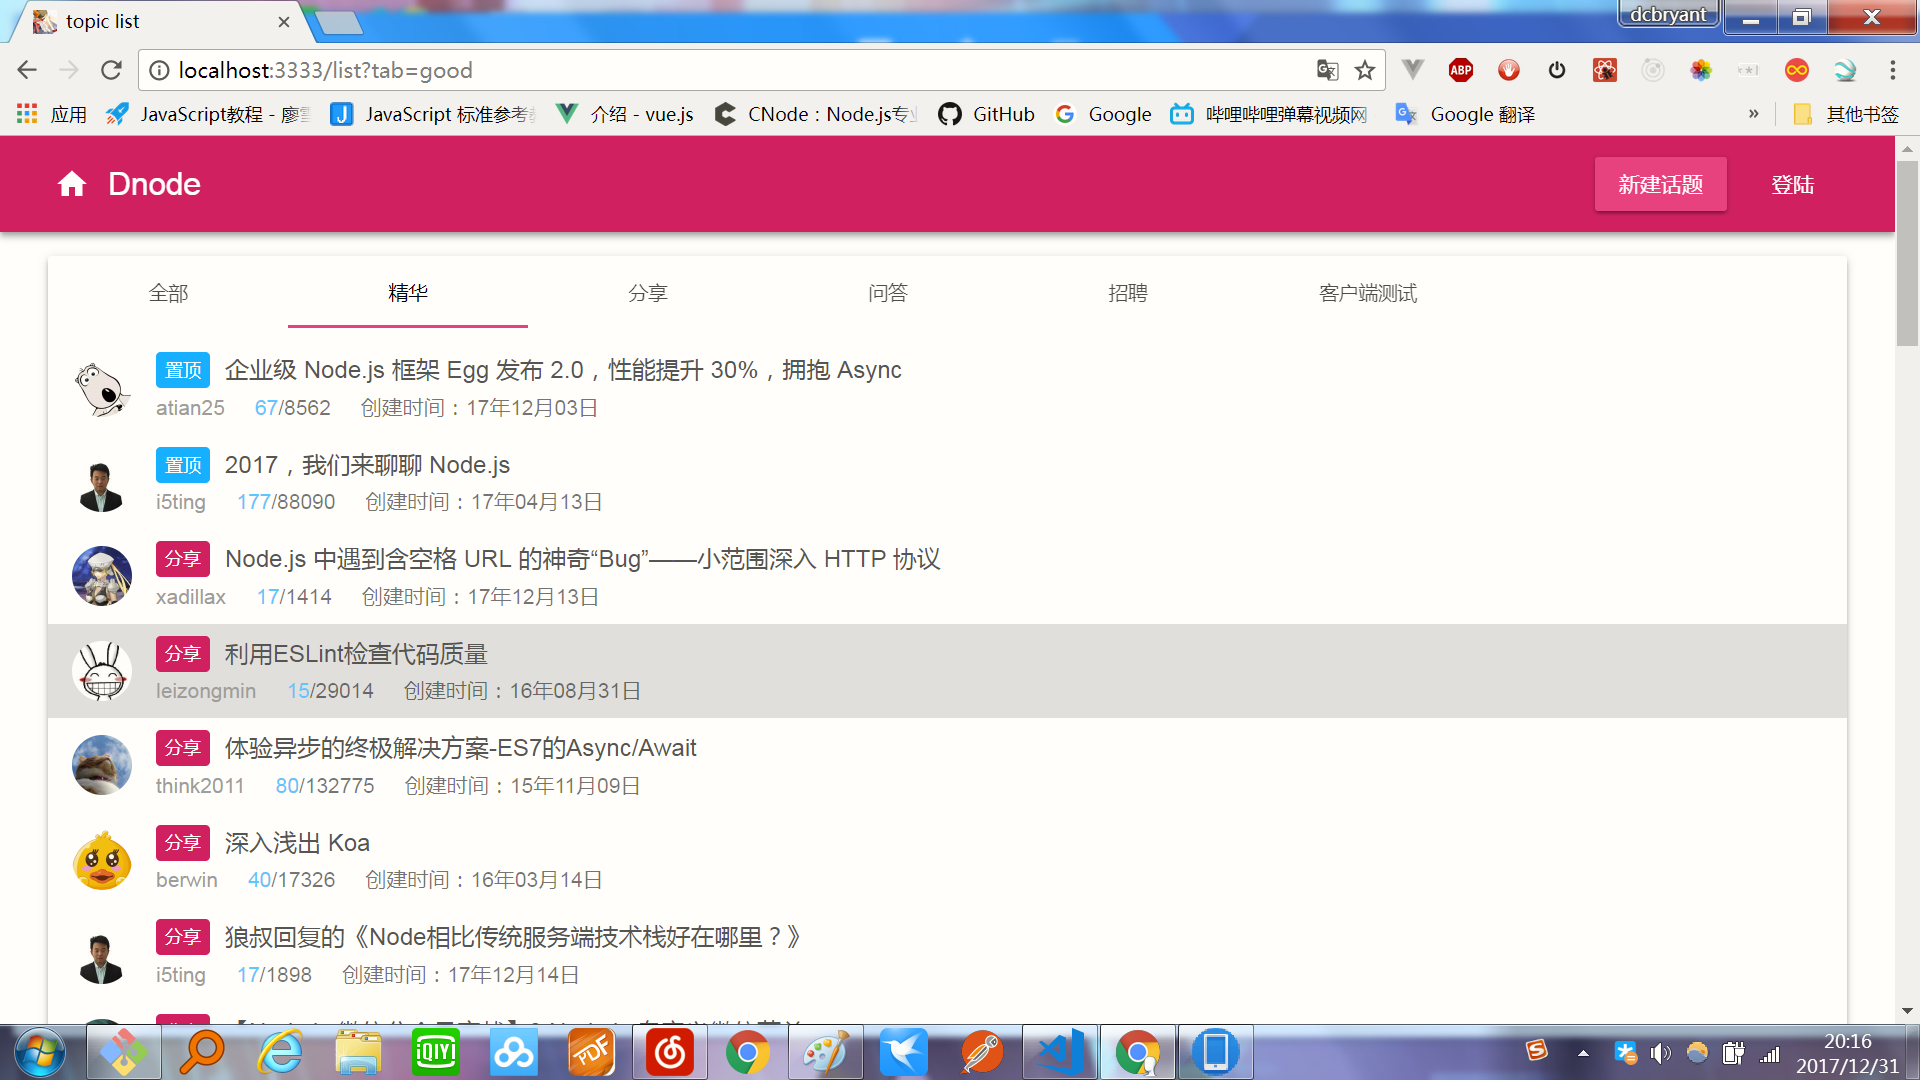 topic list
dcbryant
localhost:3333/list?tab=good
应用
JavaScript教程 - 廖
JavaScript 标准参考
介绍 - vue.js
CNode：Node.js专业
GitHub
Google
哔哩哔哩弹幕视频网
Google 翻译
»
其他书签
Dnode
新建话题
登陆
全部
精华
分享
问答
招聘
客户端测试
置顶 企业级 Node.js 框架 Egg 发布 2.0，性能提升 30%，拥抱 Async
atian25 67/8562 创建时间：17年12月03日
置顶 2017，我们来聊聊 Node.js
i5ting 177/88090 创建时间：17年04月13日
分享 Node.js 中遇到含空格 URL 的神奇“Bug”——小范围深入 HTTP 协议
xadillax 17/1414 创建时间：17年12月13日
分享 利用ESLint检查代码质量
leizongmin 15/29014 创建时间：16年08月31日
分享 体验异步的终极解决方案-ES7的Async/Await
think2011 80/132775 创建时间：15年11月09日
分享 深入浅出 Koa
berwin 40/17326 创建时间：16年03月14日
分享 狼叔回复的《Node相比传统服务端技术栈好在哪里？》
i5ting 17/1898 创建时间：17年12月14日
ABP
iQIYI
PDF
20:16
2017/12/31